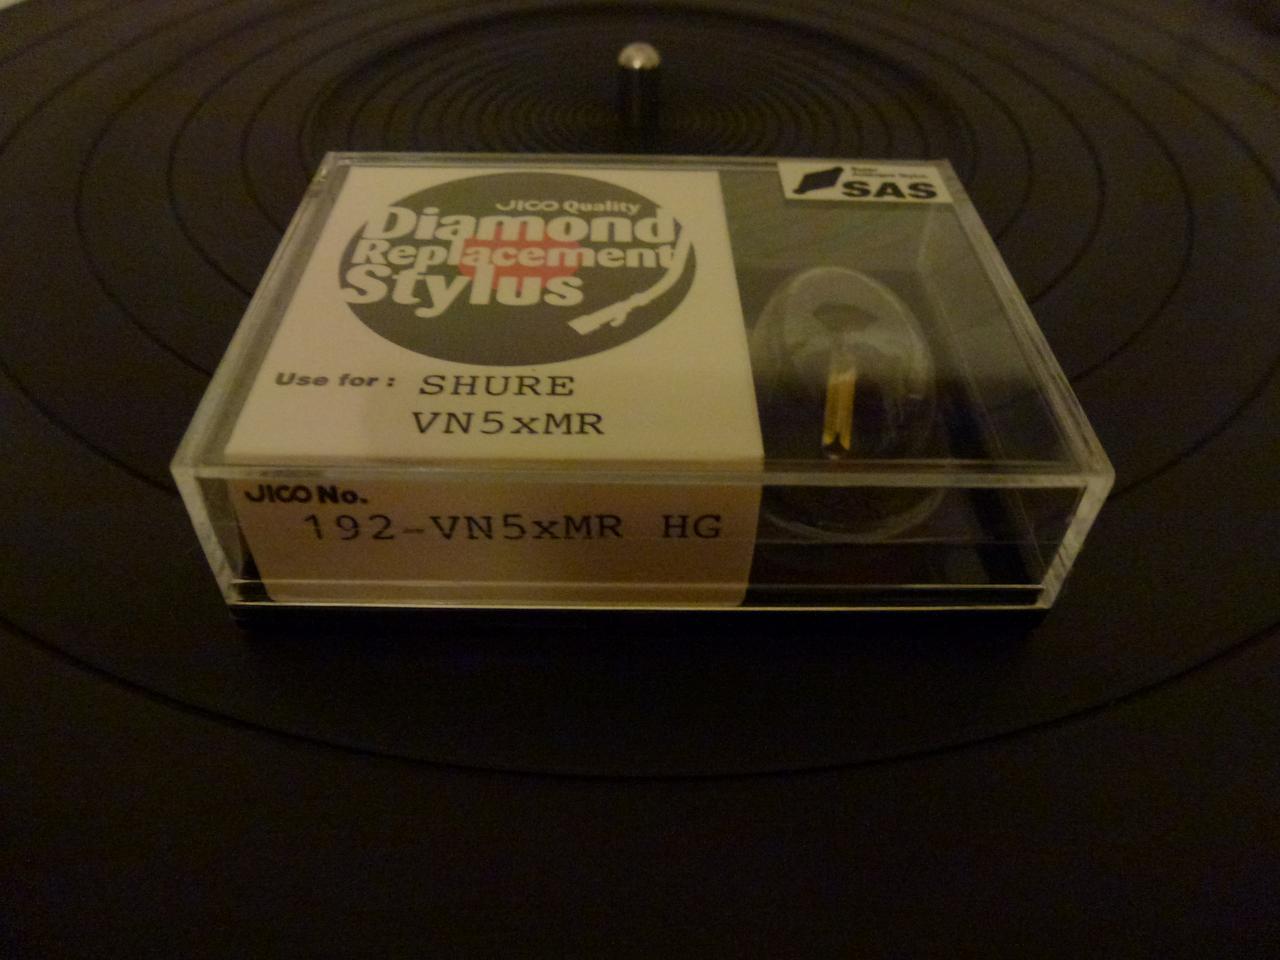 JICO Quality
Diamond
Replacement
Stylus
Use for: SHURE
VN5xMR
SAS
JICO No.
192-VN5xMR HG